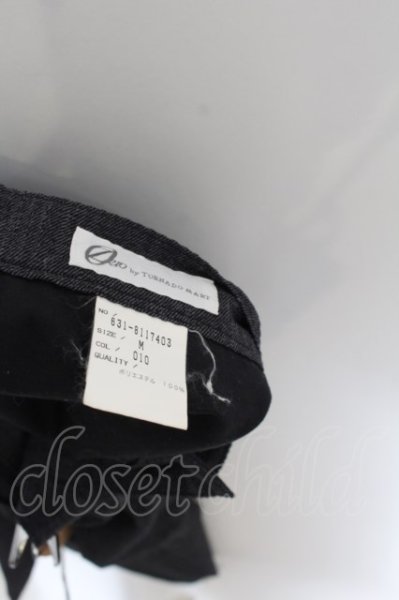 Zero by TORNADO MART
NO / 631-8117403
SIZE / M
COL / 010
QUALITY /
ポリエステル 100%
closet child